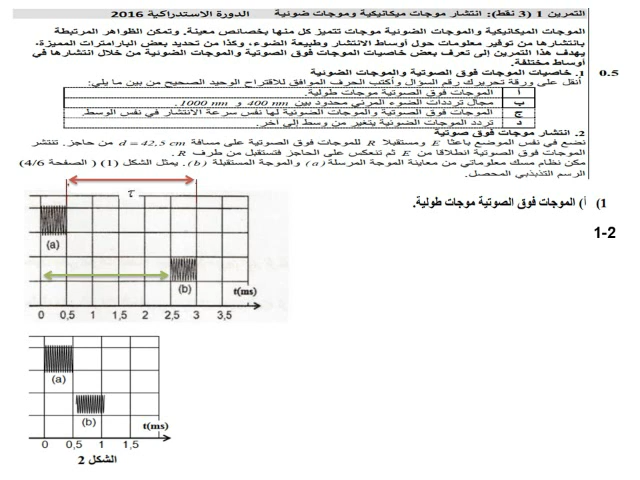 التمرين 1 (3 نقط): انتشار موجات ميكانيكية وموجات ضوئية الدورة الاستدراكية 2016
الموجات الميكانيكية والموجات الضوئية موجات تتميز كل منها بخصائص معينة. وتمكن الظواهر المرتبطة
بانتشارها من توفير معلومات حول أوساط الانتشار وطبيعة الضوء، وكذا من تحديد بعض البارامترات المميزة.
يهدف هذا التمرين إلى تعرف بعض خاصيات الموجات فوق الصوتية والموجات الضوئية من خلال انتشارها في
أوساط مختلفة.
0.5 1. خاصيات الموجات فوق الصوتية والموجات الضوئية
أنقل على ورقة تحريرك رقم السؤال وأكتب الحرف الموافق للاقتراح الوحيد الصحيح من بين ما يلي:
أ الموجات فوق الصوتية موجات طولية.
ب مجال ترددات الضوء المرئي محدود بين 400 nm و 1000 nm.
ج الموجات فوق الصوتية والموجات الضوئية لها نفس سرعة الانتشار في نفس الوسط.
د تردد الموجات الضوئية يتغير من وسط إلى آخر.
2. انتشار موجات فوق صوتية
نضع في نفس الموضع باعثا E ومستقبلا R للموجات فوق الصوتية على مسافة d = 42,5 cm من حاجز. تنتشر
الموجات فوق الصوتية انطلاقا من E ثم تنعكس على الحاجز فتستقبل من طرف R.
مكن نظام مسك معلوماتي من معاينة الموجة المرسلة (a) والموجة المستقبلة (b). يمثل الشكل (1) ( الصفحة 4/6)
الرسم التذبذبي المحصل.
1) أ) الموجات فوق الصوتية موجات طولية.
1-2
τ
(a)
(b)
t(ms)
0 0,5 1 1,5 2 2,5 3 3,5
(a)
(b)
t(ms)
0 0,5 1 1,5
الشكل 2